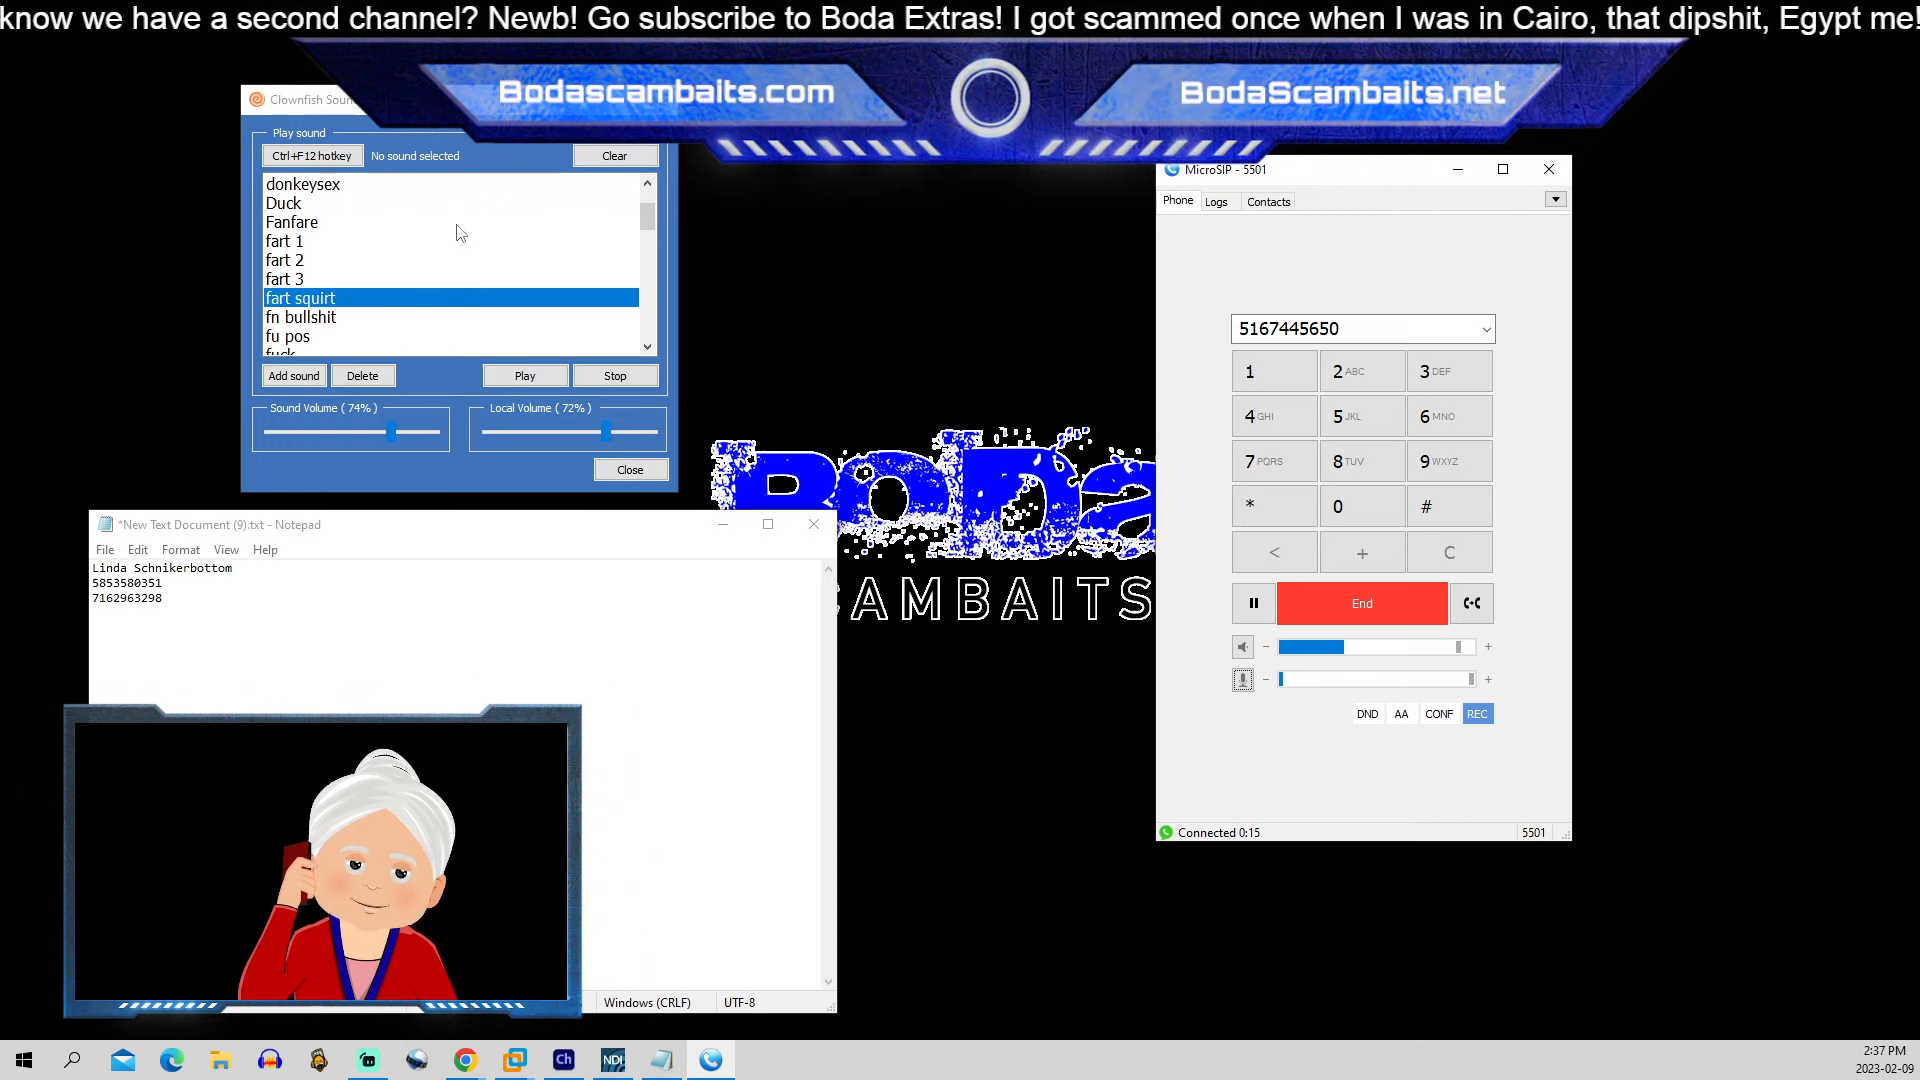 know we have a second channel? Newb! Go subscribe to Boda Extras! I got scammed once when I was in Cairo, that dipshit, Egypt me!
Bodascambaits.com
BodaScambaits.net
Clownfish Soun
Play sound
Ctrl+F12 hotkey
No sound selected
Clear
donkeysex
Duck
Fanfare
fart 1
fart 2
fart 3
fart squirt
fn bullshit
fu pos
fuck
Add sound
Delete
Play
Stop
Sound Volume ( 74% )
Local Volume ( 72% )
Close
MicroSIP - 5501
Phone
Logs
Contacts
5167445650
1
2 ABC
3 DEF
4 GHI
5 JKL
6 MNO
7 PQRS
8 TUV
9 WXYZ
*
0
#
<
+
C
End
- +
- +
DND
AA
CONF
REC
Connected 0:15
5501
BoDa
CAMBAITS
*New Text Document (9).txt - Notepad
File Edit Format View Help
Linda Schnikerbottom
5853580351
7162963298
Windows (CRLF)
UTF-8
Ch
NDI
2:37 PM
2023-02-09